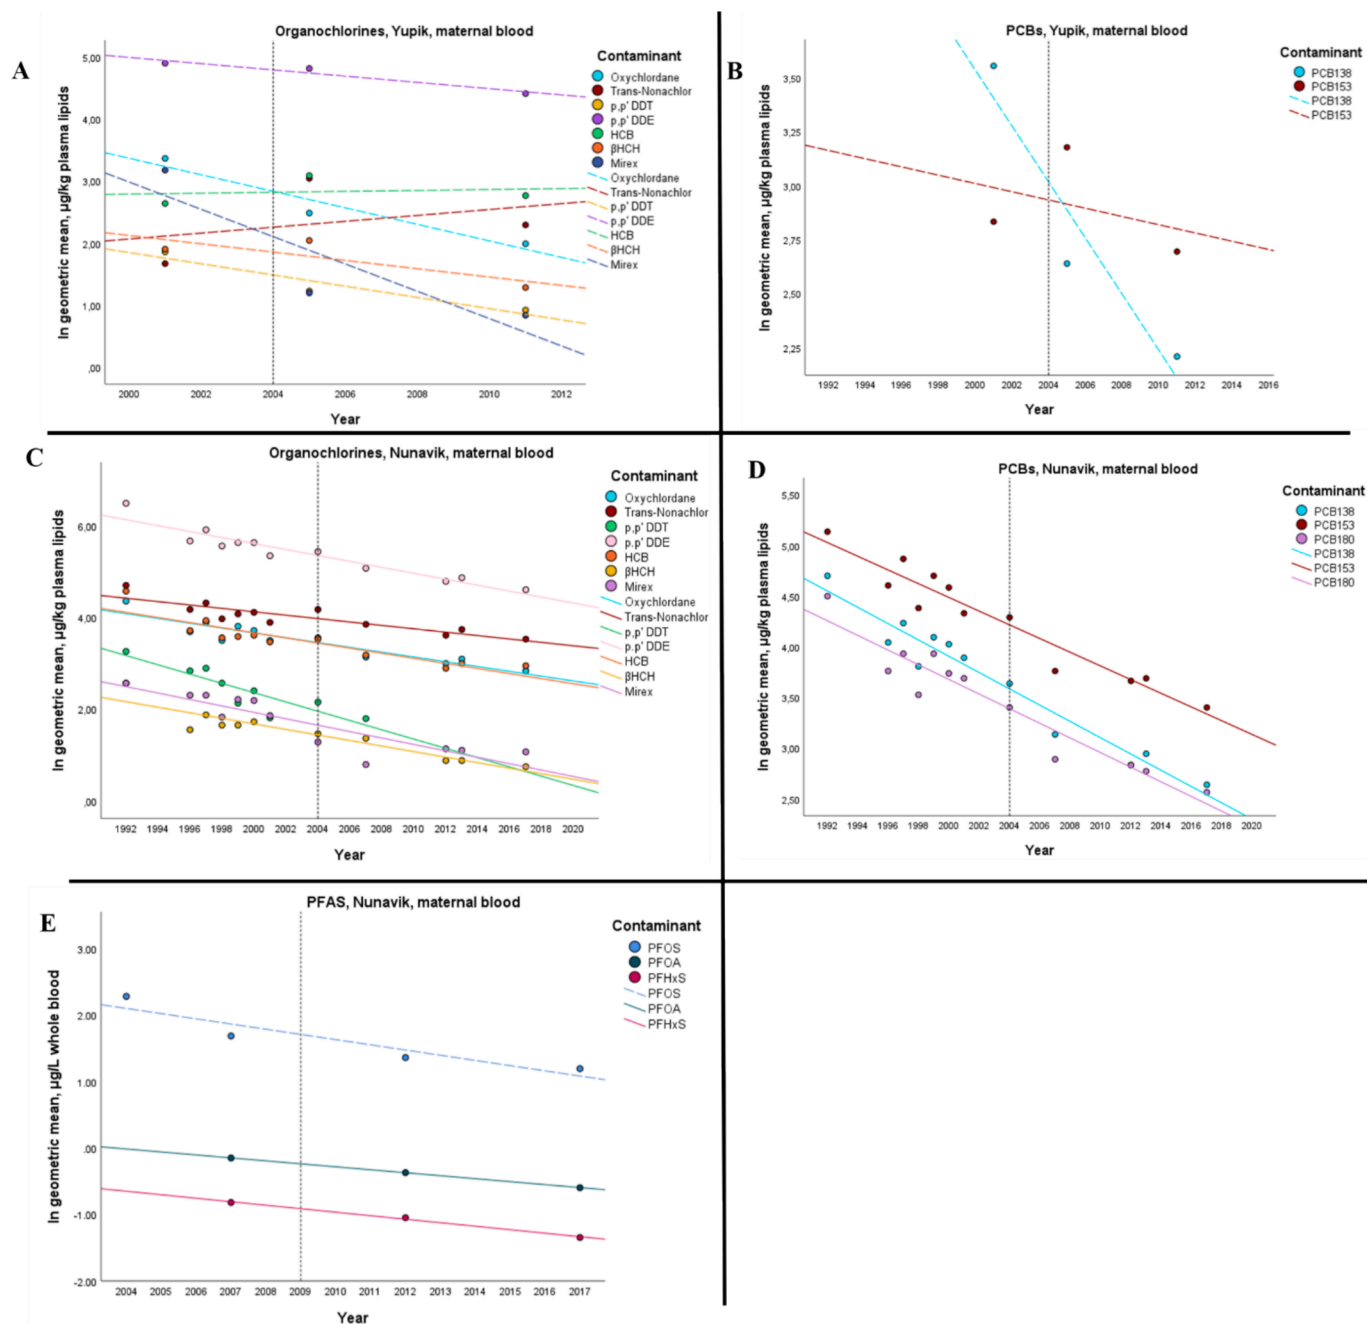 A
Organochlorines, Yupik, maternal blood
ln geometric mean, µg/kg plasma lipids
5,00
4,00
3,00
2,00
1,00
,00
2000 2002 2004 2006 2008 2010 2012
Year
Contaminant
Oxychlordane
Trans-Nonachlor
p,p' DDT
p,p' DDE
HCB
βHCH
Mirex
Oxychlordane
Trans-Nonachlor
p,p' DDT
p,p' DDE
HCB
βHCH
Mirex
B
PCBs, Yupik, maternal blood
ln geometric mean, µg/kg plasma lipids
3,50
3,25
3,00
2,75
2,50
2,25
1992 1994 1996 1998 2000 2002 2004 2006 2008 2010 2012 2014 2016
Year
Contaminant
PCB138
PCB153
PCB138
PCB153
C
Organochlorines, Nunavik, maternal blood
ln geometric mean, µg/kg plasma lipids
6,00
4,00
2,00
,00
1992 1994 1996 1998 2000 2002 2004 2006 2008 2010 2012 2014 2016 2018 2020
Year
Contaminant
Oxychlordane
Trans-Nonachlor
p,p' DDT
p,p' DDE
HCB
βHCH
Mirex
Oxychlordane
Trans-Nonachlor
p,p' DDT
p,p' DDE
HCB
βHCH
Mirex
D
PCBs, Nunavik, maternal blood
ln geometric mean, µg/kg plasma lipids
5,50
5,00
4,50
4,00
3,50
3,00
2,50
1992 1994 1996 1998 2000 2002 2004 2006 2008 2010 2012 2014 2016 2018 2020
Year
Contaminant
PCB138
PCB153
PCB180
PCB138
PCB153
PCB180
E
PFAS, Nunavik, maternal blood
ln geometric mean, µg/L whole blood
3.00
2.00
1.00
.00
-1.00
-2.00
2004 2005 2006 2007 2008 2009 2010 2011 2012 2013 2014 2015 2016 2017
Year
Contaminant
PFOS
PFOA
PFHxS
PFOS
PFOA
PFHxS